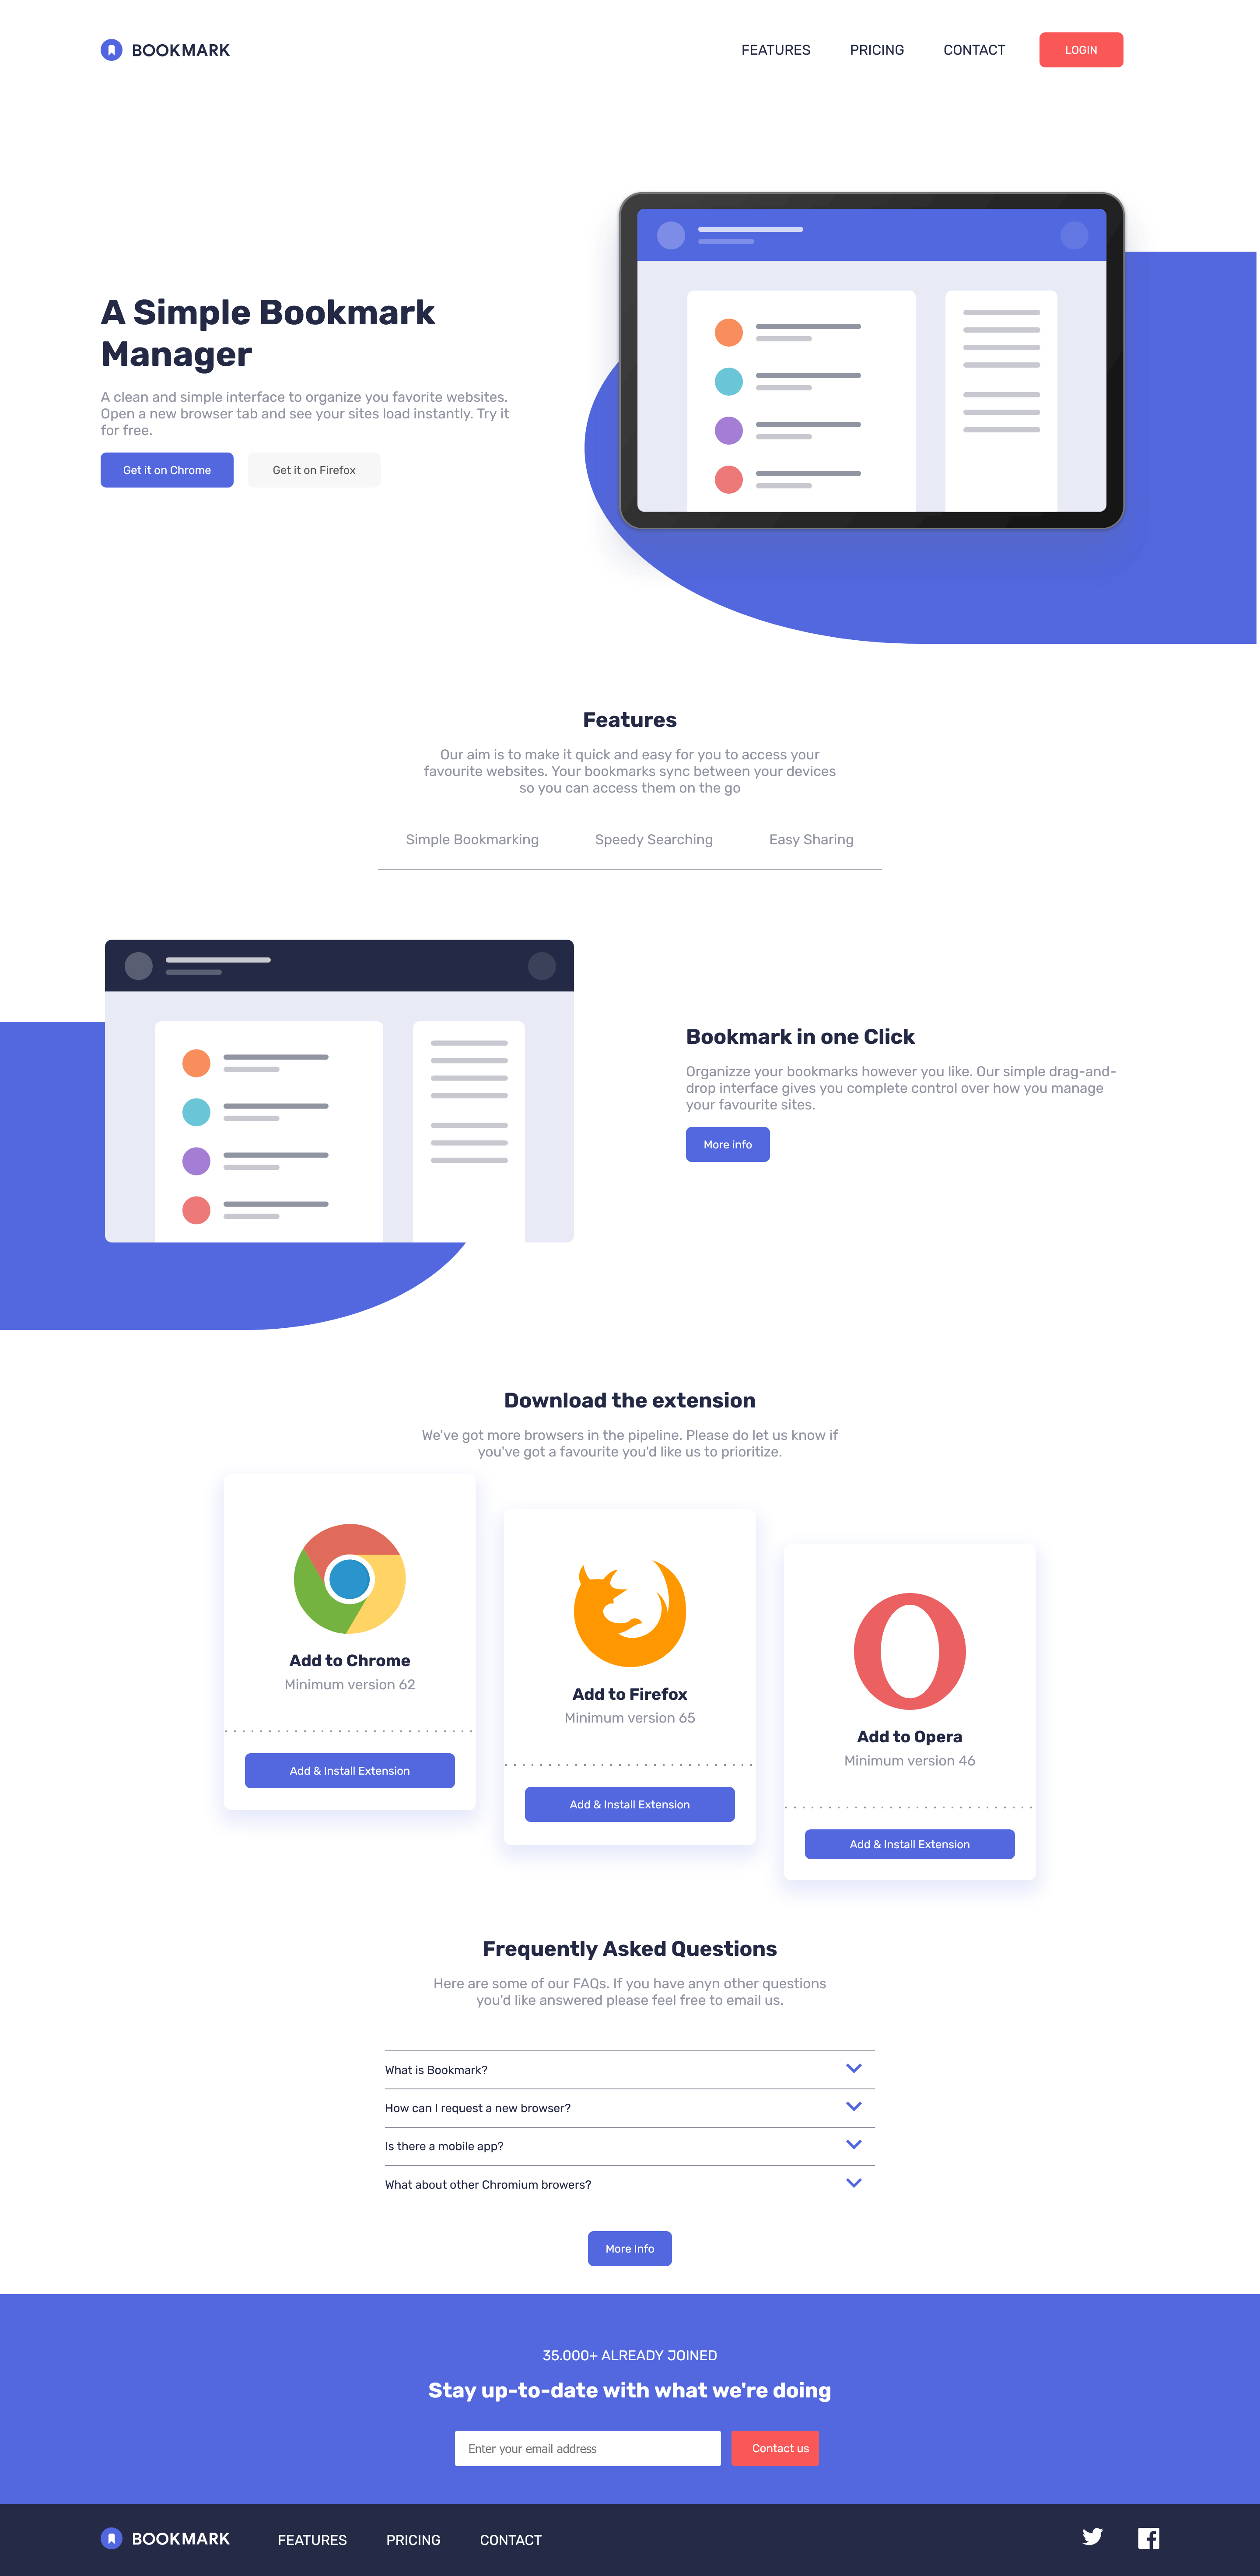 BOOKMARK
FEATURES PRICING CONTACT LOGIN
A Simple Bookmark
Manager
A clean and simple interface to organize you favorite websites.
Open a new browser tab and see your sites load instantly. Try it
for free.
Get it on Chrome
Get it on Firefox
Features
Our aim is to make it quick and easy for you to access your
favourite websites. Your bookmarks sync between your devices
so you can access them on the go
Simple Bookmarking Speedy Searching Easy Sharing
Bookmark in one Click
Organizze your bookmarks however you like. Our simple drag-and-
drop interface gives you complete control over how you manage
your favourite sites.
More info
Download the extension
We've got more browsers in the pipeline. Please do let us know if
you've got a favourite you'd like us to prioritize.
Add to Chrome
Minimum version 62
Add & Install Extension
Add to Firefox
Minimum version 65
Add & Install Extension
Add to Opera
Minimum version 46
Add & Install Extension
Frequently Asked Questions
Here are some of our FAQs. If you have anyn other questions
you'd like answered please feel free to email us.
What is Bookmark?
How can I request a new browser?
Is there a mobile app?
What about other Chromium browers?
More Info
35.000+ ALREADY JOINED
Stay up-to-date with what we're doing
Enter your email address
Contact us
BOOKMARK
FEATURES PRICING CONTACT